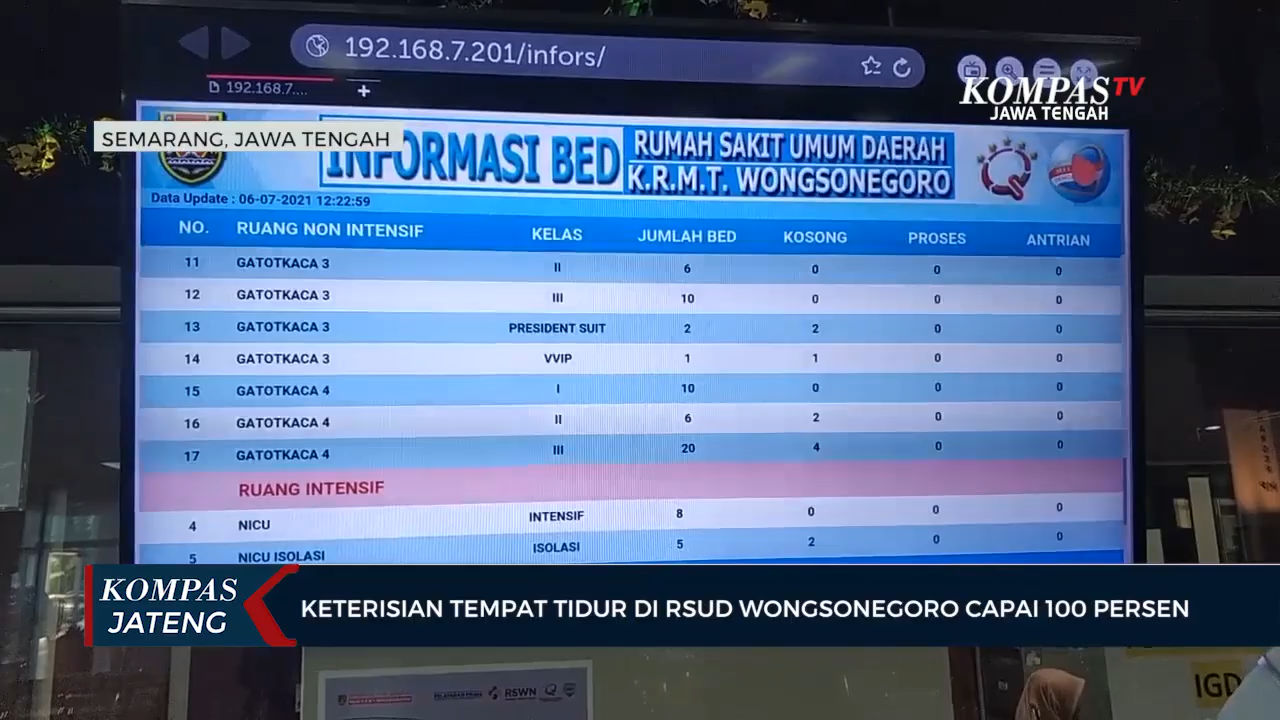 192.168.7.201/infors/
192.168.7....
KOMPAS TV
JAWA TENGAH
SEMARANG, JAWA TENGAH
INFORMASI BED
RUMAH SAKIT UMUM DAERAH
K.R.M.T. WONGSONEGORO
Data Update : 06-07-2021 12:22:59
NO. RUANG NON INTENSIF KELAS JUMLAH BED KOSONG PROSES ANTRIAN
11 GATOTKACA 3 II 6 0 0 0
12 GATOTKACA 3 III 10 0 0 0
13 GATOTKACA 3 PRESIDENT SUIT 2 2 0 0
14 GATOTKACA 3 VVIP 1 1 0 0
15 GATOTKACA 4 I 10 0 0 0
16 GATOTKACA 4 II 6 2 0 0
17 GATOTKACA 4 III 20 4 0 0
RUANG INTENSIF
4 NICU INTENSIF 8 0 0 0
5 NICU ISOLASI ISOLASI 5 2 0 0
KOMPAS
JATENG
KETERISIAN TEMPAT TIDUR DI RSUD WONGSONEGORO CAPAI 100 PERSEN
RSWN
IGD